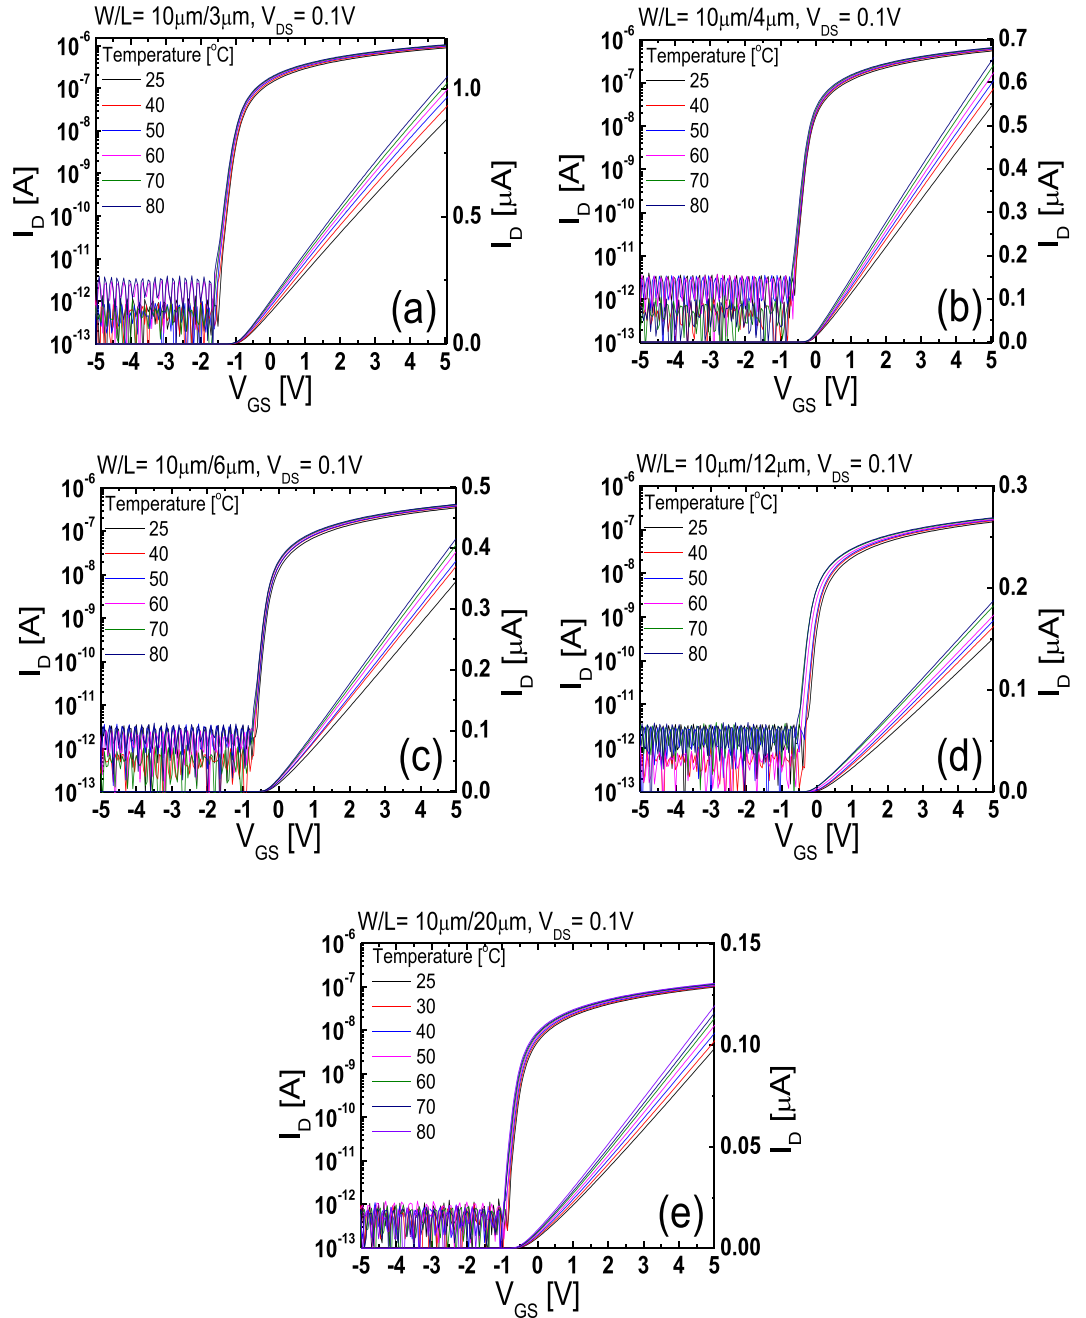 W/L= 10μm/3μm, V_DS= 0.1V
Temperature [°C]
25
40
50
60
70
80
10^-6
10^-7
10^-8
10^-9
10^-10
10^-11
10^-12
10^-13
I_D [A]
1.0
0.5
0.0
I_D [μA]
(a)
-5 -4 -3 -2 -1 0 1 2 3 4 5
V_GS [V]
W/L= 10μm/4μm, V_DS= 0.1V
Temperature [°C]
25
40
50
60
70
80
10^-6
10^-7
10^-8
10^-9
10^-10
10^-11
10^-12
10^-13
I_D [A]
0.7
0.6
0.5
0.4
0.3
0.2
0.1
0.0
I_D [μA]
(b)
-5 -4 -3 -2 -1 0 1 2 3 4 5
V_GS [V]
W/L= 10μm/6μm, V_DS= 0.1V
Temperature [°C]
25
40
50
60
70
80
10^-6
10^-7
10^-8
10^-9
10^-10
10^-11
10^-12
10^-13
I_D [A]
0.5
0.4
0.3
0.2
0.1
0.0
I_D [μA]
(c)
-5 -4 -3 -2 -1 0 1 2 3 4 5
V_GS [V]
W/L= 10μm/12μm, V_DS= 0.1V
Temperature [°C]
25
40
50
60
70
80
10^-6
10^-7
10^-8
10^-9
10^-10
10^-11
10^-12
10^-13
I_D [A]
0.3
0.2
0.1
0.0
I_D [μA]
(d)
-5 -4 -3 -2 -1 0 1 2 3 4 5
V_GS [V]
W/L= 10μm/20μm, V_DS= 0.1V
Temperature [°C]
25
30
40
50
60
70
80
10^-6
10^-7
10^-8
10^-9
10^-10
10^-11
10^-12
10^-13
I_D [A]
0.15
0.10
0.05
0.00
I_D [μA]
(e)
-5 -4 -3 -2 -1 0 1 2 3 4 5
V_GS [V]